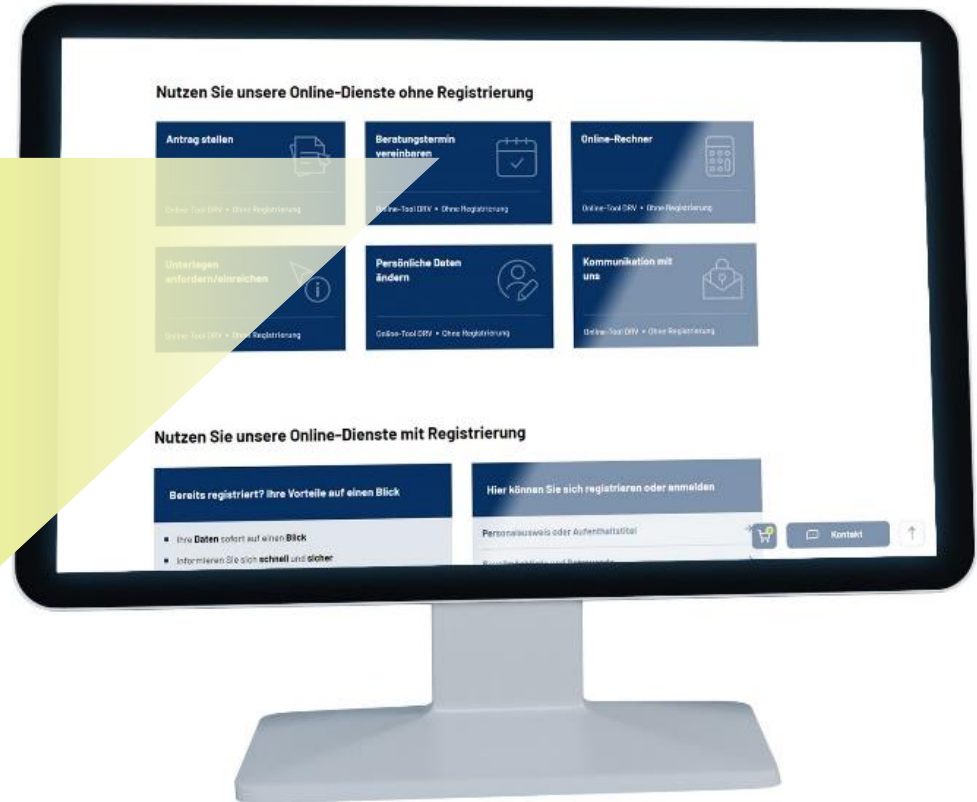 Nutzen Sie unsere Online-Dienste ohne Registrierung
Antrag stellen
Beratungstermin
vereinbaren
Online-Rechner
Online-Tool DRV • Ohne Registrierung
Online-Tool DRV • Ohne Registrierung
Online-Tool DRV • Ohne Registrierung
Unterlagen
anfordern/einreichen
Persönliche Daten
ändern
Kommunikation mit
uns
Online-Tool DRV • Ohne Registrierung
Online-Tool DRV • Ohne Registrierung
Online-Tool DRV • Ohne Registrierung
Nutzen Sie unsere Online-Dienste mit Registrierung
Bereits registriert? Ihre Vorteile auf einen Blick
Hier können Sie sich registrieren oder anmelden
Ihre Daten sofort auf einen Blick
Informieren Sie sich schnell und sicher
Personalausweis oder Aufenthaltstitel
Kontakt